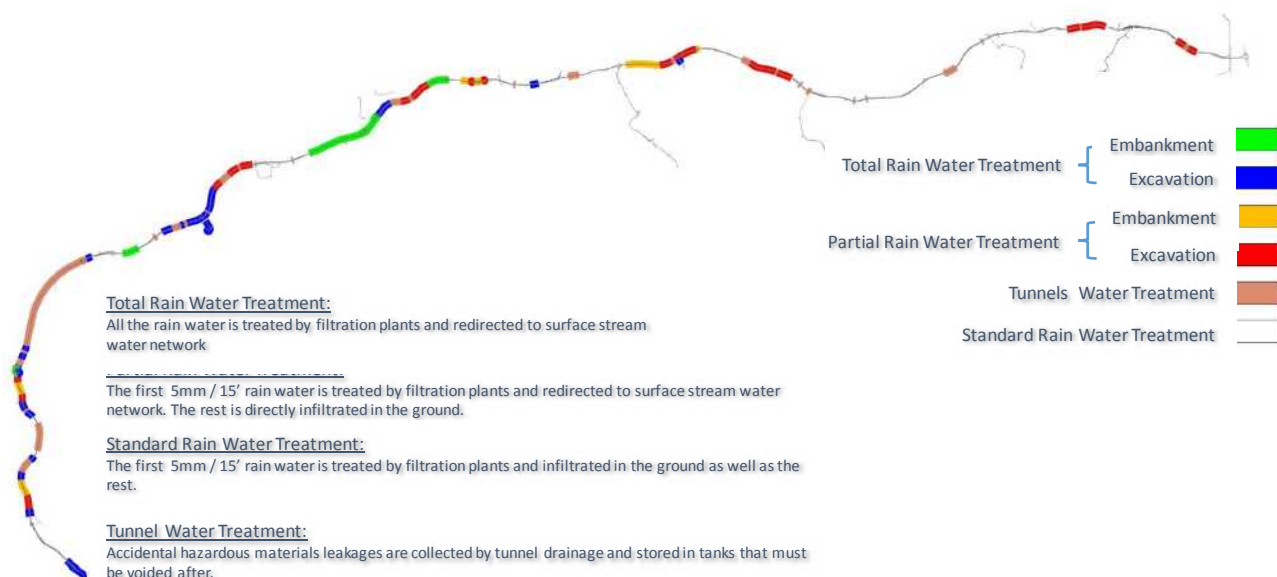 Embankment
Total Rain Water Treatment
Excavation
Embankment
Partial Rain Water Treatment
Excavation
Tunnels Water Treatment
Standard Rain Water Treatment
Total Rain Water Treatment:
All the rain water is treated by filtration plants and redirected to surface stream
water network
Partial Rain Water Treatment:
The first 5mm / 15’ rain water is treated by filtration plants and redirected to surface stream water
network. The rest is directly infiltrated in the ground.
Standard Rain Water Treatment:
The first 5mm / 15’ rain water is treated by filtration plants and infiltrated in the ground as well as the
rest.
Tunnel Water Treatment:
Accidental hazardous materials leakages are collected by tunnel drainage and stored in tanks that must
be voided after.